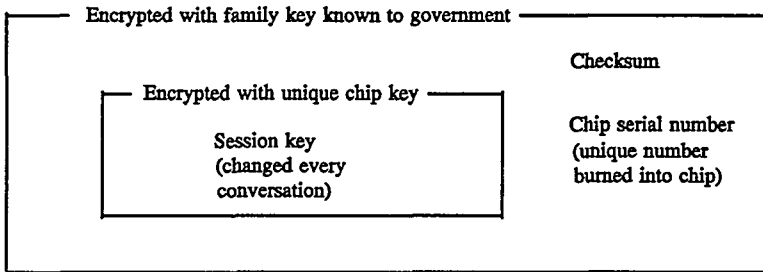 Encrypted with family key known to government
Checksum
Encrypted with unique chip key
Session key
(changed every
conversation)
Chip serial number
(unique number
burned into chip)